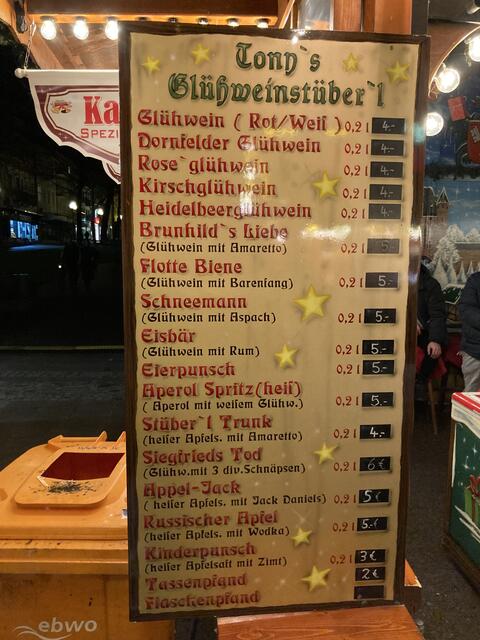 Tony`s
Glühweinstüber`l
Glühwein ( Rot/Weiß ) 0,2 l 4.-
Dornfelder Glühwein 0,2 l 4.-
Rose`glühwein 0,2 l 4.-
Kirschglühwein 0,2 l 4.-
Heidelbeerglühwein 0,2 l 4.-
Brunhild`s Liebe
(Glühwein mit Amaretto) 0,2 l 5.-
Flotte Biene
(Glühwein mit Barenfang) 0,2 l 5.-
Schneemann
(Glühwein mit Aspach) 0,2 l 5.-
Eisbär
(Glühwein mit Rum) 0,2 l 5.-
Eierpunsch 0,2 l 5.-
Aperol Spritz(heiß)
( Aperol mit weißem Glühw.) 0,2 l 5.-
Stüber`l Trunk
(heißer Apfels. mit Amaretto) 0,2 l 4.-
Siegfrieds Tod
(Glühw.mit 3 div.Schnäpsen) 0,2 l 6€
Appel-Jack
( heißer Apfels. mit Jack Daniels) 0,2 l 5€
Russischer Apfel
(heißer Apfels. mit Wodka) 0,2 l 5.-€
Kinderpunsch
(heißer Apfelsaft mit Zimt) 0,2 l 3€
Tassenpfand 2€
Flaschenpfand
Ka
SPEZI
ebwo